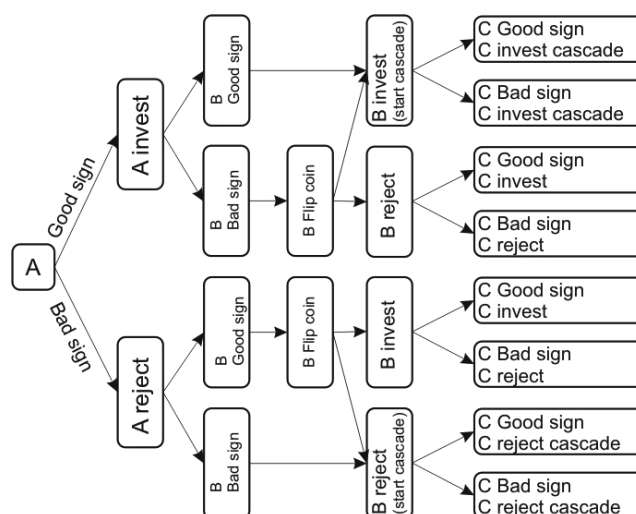 A
Good sign
Bad sign
A invest
A reject
B
Good sign
B
Bad sign
B
Good sign
B
Bad sign
B Flip coin
B Flip coin
B invest
(start cascade)
B reject
B invest
B reject
(start cascade)
C Good sign
C invest cascade
C Bad sign
C invest cascade
C Good sign
C invest
C Bad sign
C reject
C Good sign
C invest
C Bad sign
C reject
C Good sign
C reject cascade
C Bad sign
C reject cascade